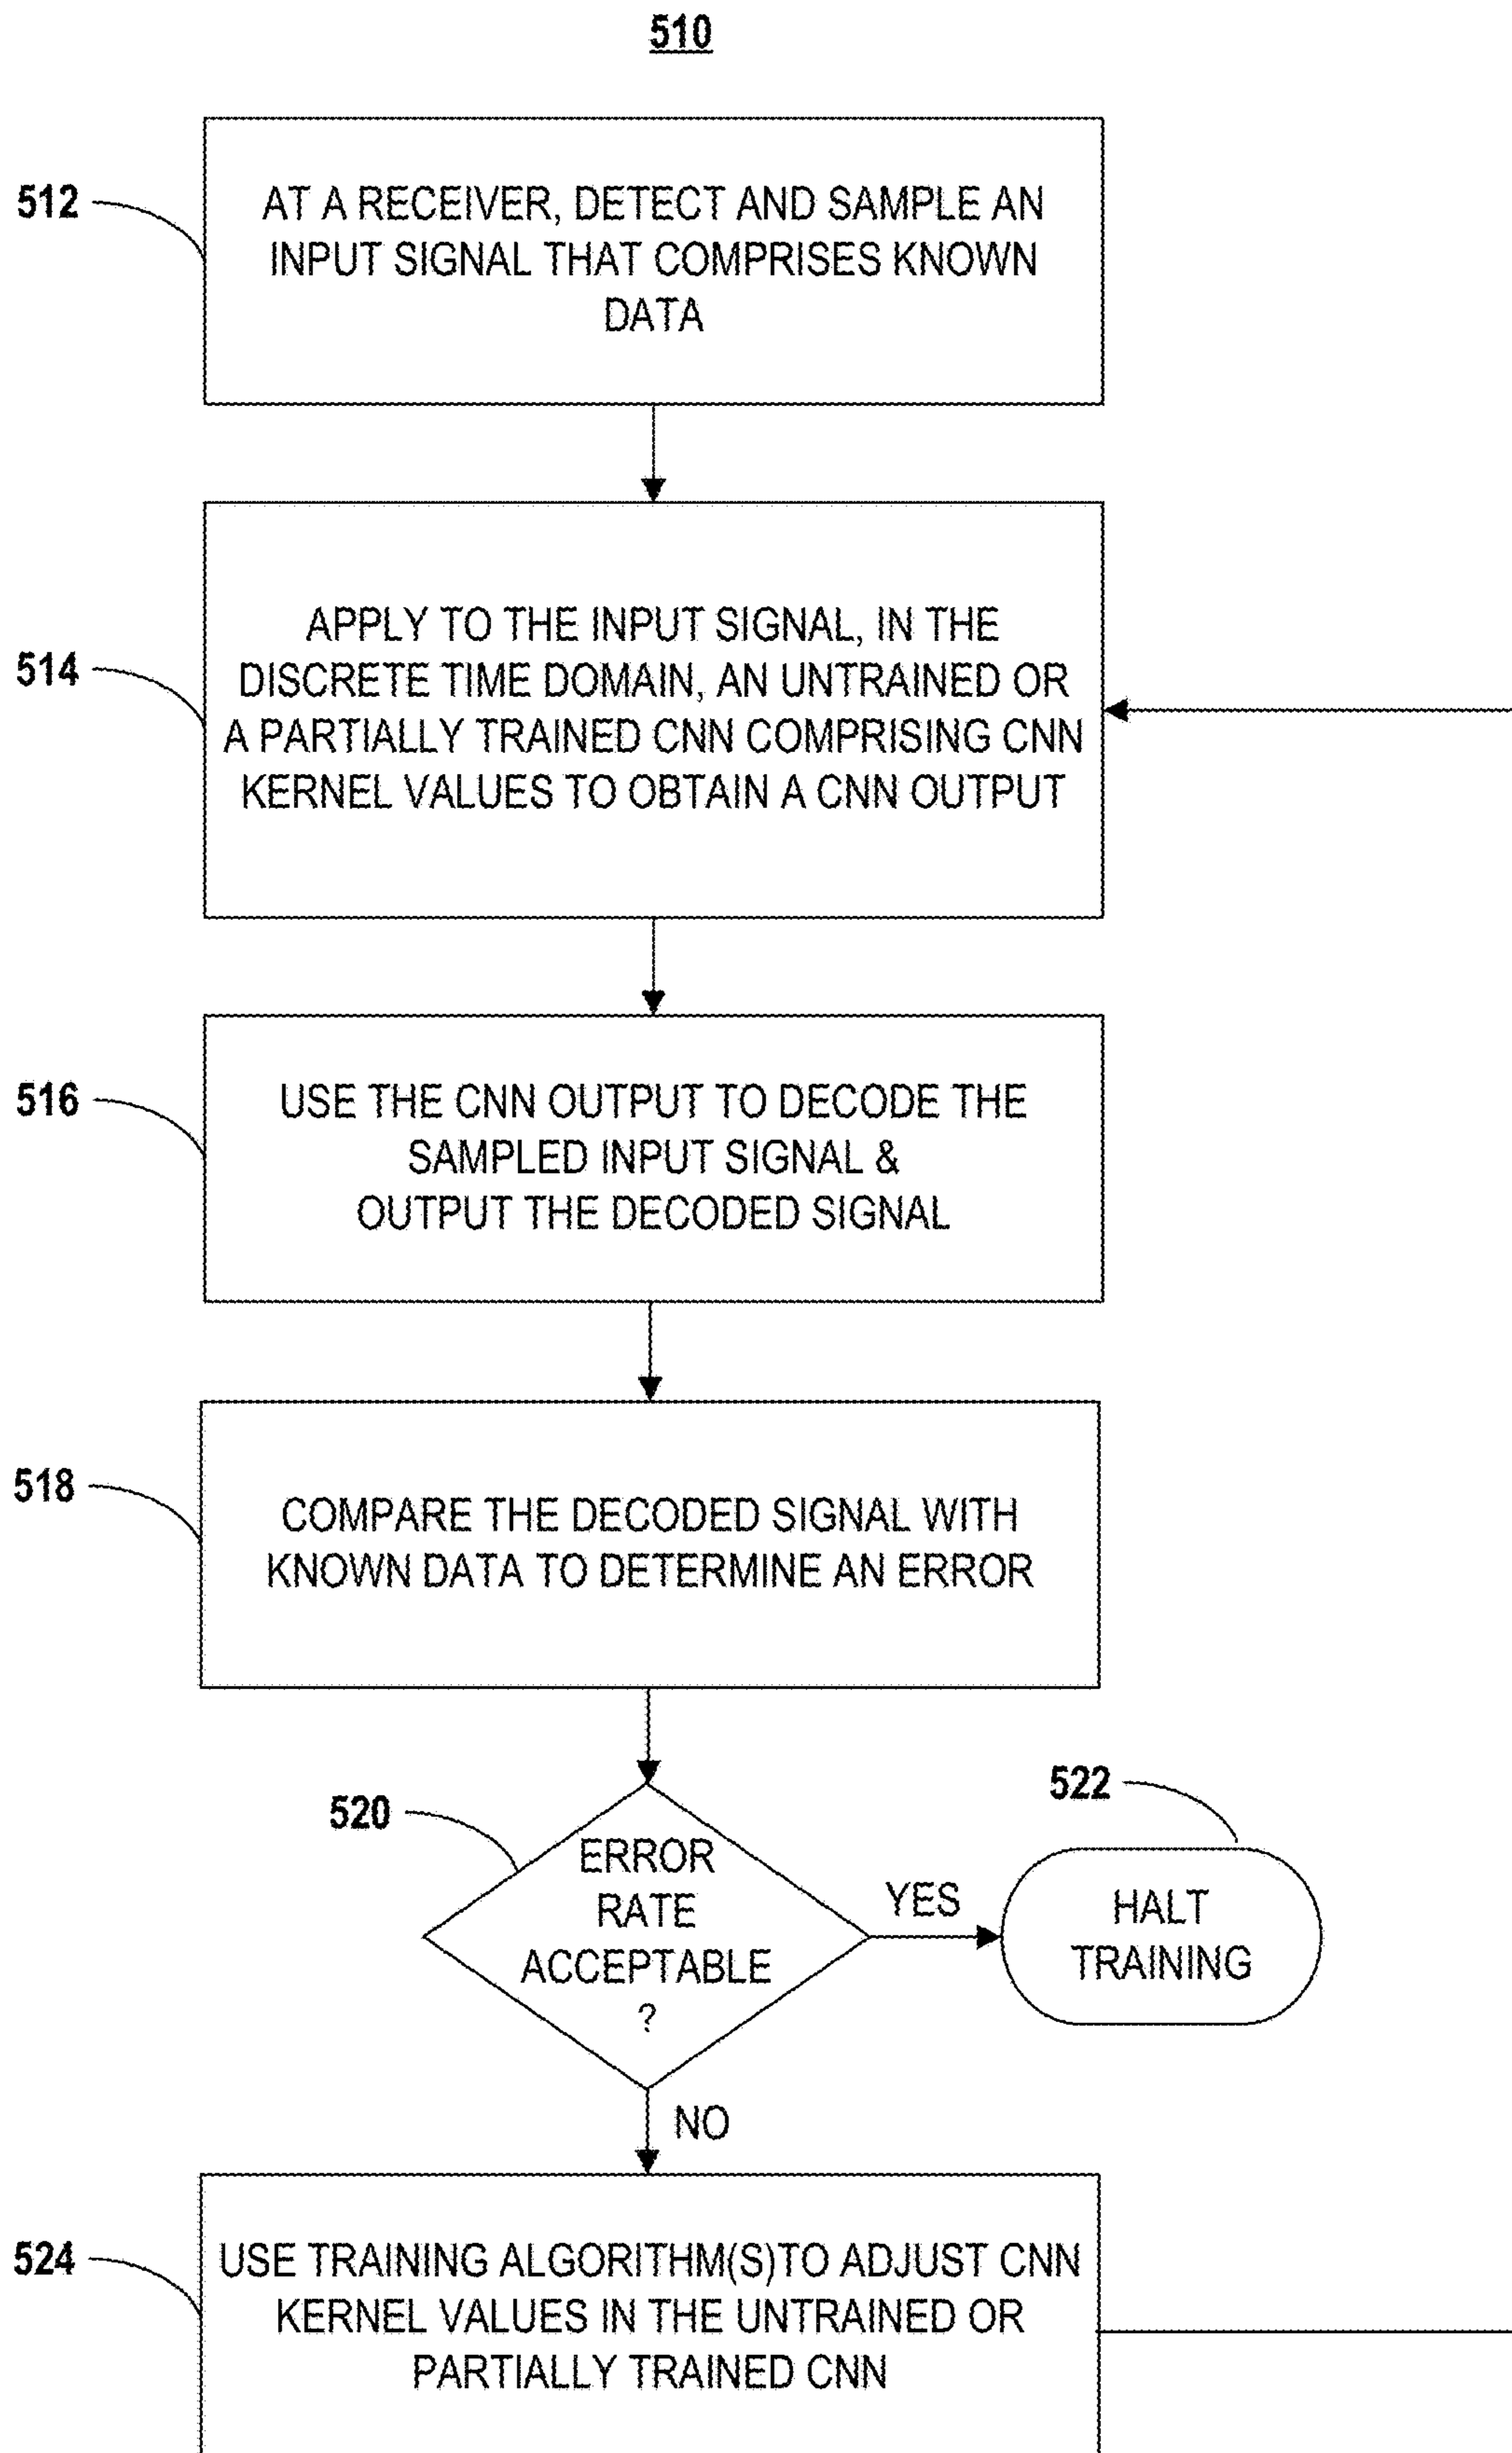 510
512
AT A RECEIVER, DETECT AND SAMPLE AN
INPUT SIGNAL THAT COMPRISES KNOWN
DATA
514
APPLY TO THE INPUT SIGNAL, IN THE
DISCRETE TIME DOMAIN, AN UNTRAINED OR
A PARTIALLY TRAINED CNN COMPRISING CNN
KERNEL VALUES TO OBTAIN A CNN OUTPUT
516
USE THE CNN OUTPUT TO DECODE THE
SAMPLED INPUT SIGNAL &
OUTPUT THE DECODED SIGNAL
518
COMPARE THE DECODED SIGNAL WITH
KNOWN DATA TO DETERMINE AN ERROR
520
ERROR
RATE
ACCEPTABLE
?
YES
522
HALT
TRAINING
NO
524
USE TRAINING ALGORITHM(S)TO ADJUST CNN
KERNEL VALUES IN THE UNTRAINED OR
PARTIALLY TRAINED CNN